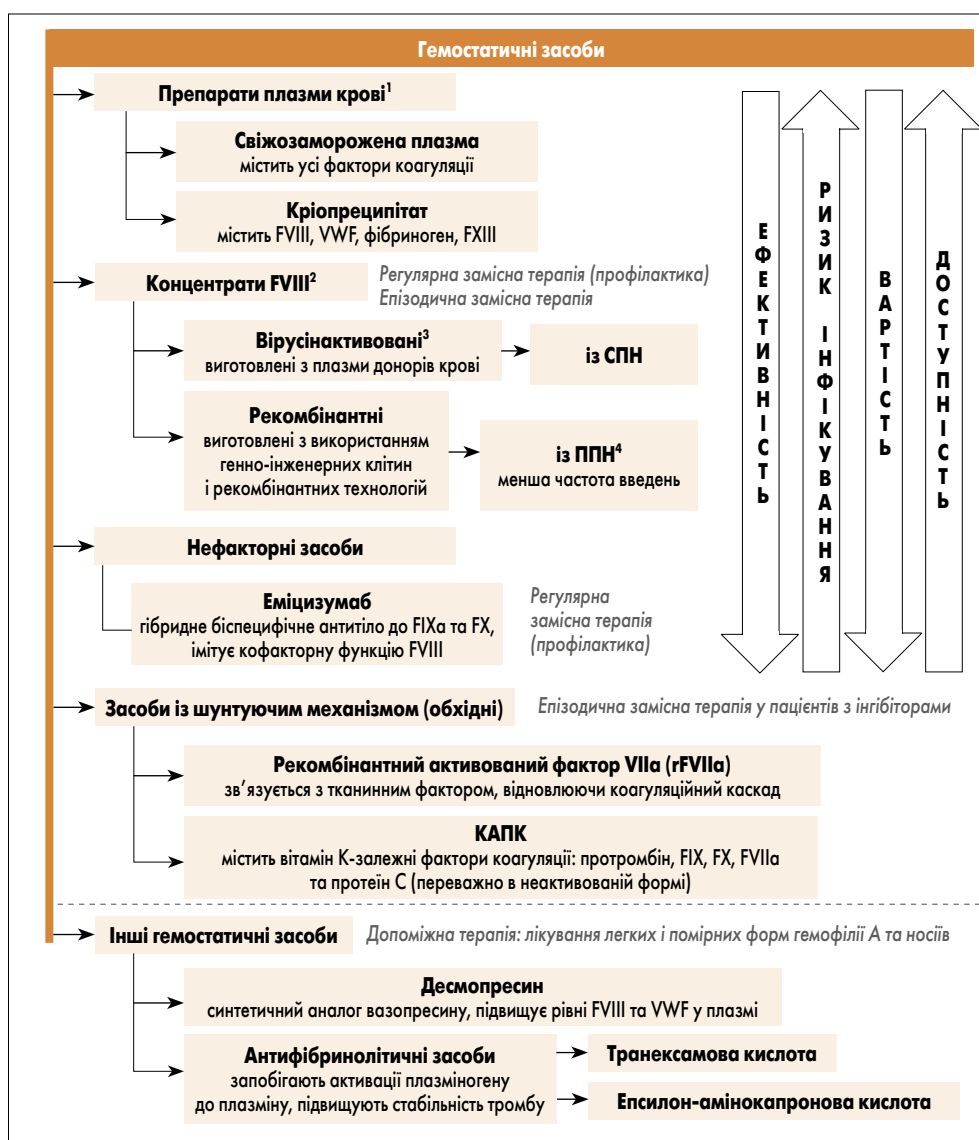 Гемостатичні засоби
Препарати плазми крові¹
Свіжозаморожена плазма
містить усі фактори коагуляції
Кріопреципітат
містить FVIII, VWF, фібриноген, FXIII
Концентрати FVIII²
Регулярна замісна терапія (профілактика)
Епізодична замісна терапія
Вірусінактивовані³
виготовлені з плазми донорів крові
із СПН
Рекомбінантні
виготовлені з використанням
генно-інженерних клітин
і рекомбінантних технологій
із ППН⁴
менша частота введень
Нефакторні засоби
Еміцизумаб
гібридне біспецифічне антитіло до FIXa та FX,
імітує кофакторну функцію FVIII
Регулярна
замісна терапія
(профілактика)
ЕФЕКТИВНІСТЬ
РИЗИК ІНФІКУВАННЯ
ВАРТІСТЬ
ДОСТУПНІСТЬ
Засоби із шунтуючим механізмом (обхідні)
Епізодична замісна терапія у пацієнтів з інгібіторами
Рекомбінантний активований фактор VIIa (rFVIIa)
зв’язується з тканинним фактором, відновлюючи коагуляційний каскад
КАПК
містить вітамін К-залежні фактори коагуляції: протромбін, FIX, FX, FVIIa
та протеїн С (переважно в неактивованій формі)
Інші гемостатичні засоби
Допоміжна терапія: лікування легких і помірних форм гемофілії А та носіїв
Десмопресин
синтетичний аналог вазопресину, підвищує рівні FVIII та VWF у плазмі
Антифібринолітичні засоби
запобігають активації плазміногену
до плазміну, підвищують стабільність тромбу
Транексамова кислота
Епсилон-амінокапронова кислота